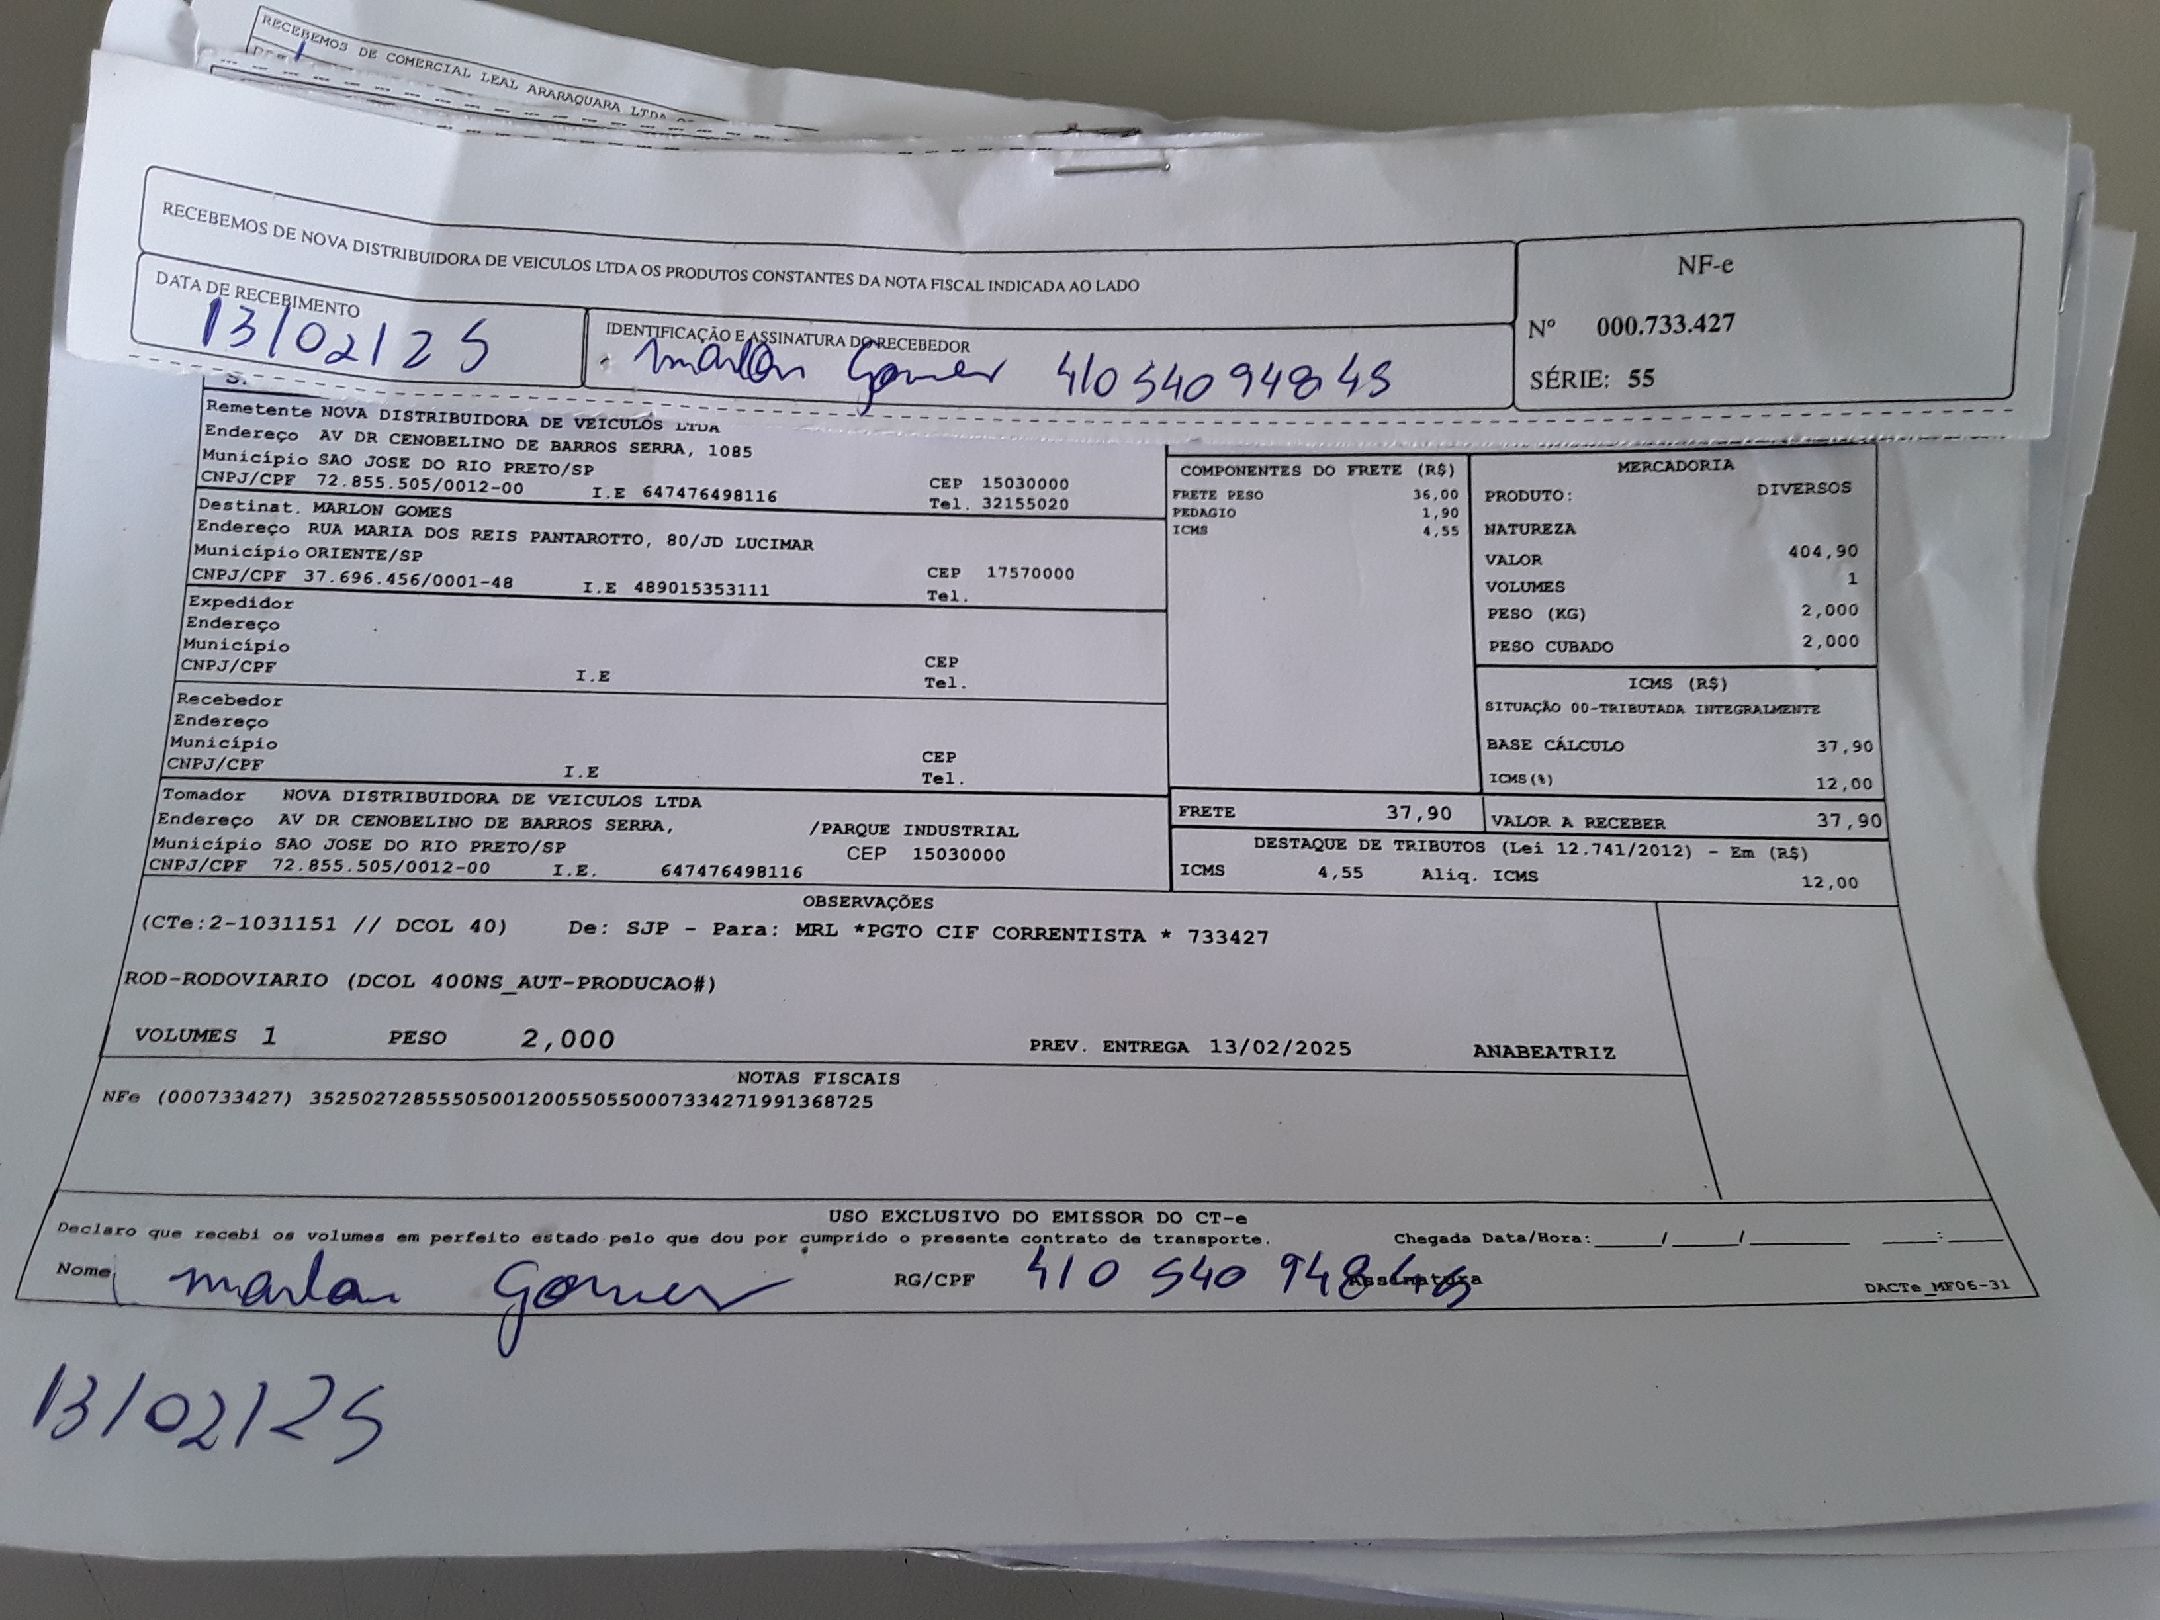 RECEBEMOS DE COMERCIAL LEAL ARARAQUARA LTDA
RECEBEMOS DE NOVA DISTRIBUIDORA DE VEICULOS LTDA OS PRODUTOS CONSTANTES DA NOTA FISCAL INDICADA AO LADO
NF-e
Nº 000.733.427
SÉRIE: 55
DATA DE RECEBIMENTO
13/02/25
IDENTIFICAÇÃO E ASSINATURA DO RECEBEDOR
Marlon Gomes 410 540 948 45
Remetente NOVA DISTRIBUIDORA DE VEICULOS LTDA
Endereço AV DR CENOBELINO DE BARROS SERRA, 1085
Município SAO JOSE DO RIO PRETO/SP CEP 15030000
CNPJ/CPF 72.855.505/0012-00 I.E 647476498116 Tel. 32155020
Destinat. MARLON GOMES
Endereço RUA MARIA DOS REIS PANTAROTTO, 80/JD LUCIMAR
Município ORIENTE/SP CEP 17570000
CNPJ/CPF 37.696.456/0001-48 I.E 489015353111 Tel.
Expedidor
Endereço
Município CEP
CNPJ/CPF I.E Tel.
Recebedor
Endereço
Município CEP
CNPJ/CPF I.E Tel.
Tomador NOVA DISTRIBUIDORA DE VEICULOS LTDA
Endereço AV DR CENOBELINO DE BARROS SERRA, /PARQUE INDUSTRIAL
Município SAO JOSE DO RIO PRETO/SP CEP 15030000
CNPJ/CPF 72.855.505/0012-00 I.E. 647476498116
COMPONENTES DO FRETE (R$)
FRETE PESO 36,00
PEDAGIO 1,90
ICMS 4,55
MERCADORIA
PRODUTO: DIVERSOS
NATUREZA
VALOR 404,90
VOLUMES 1
PESO (KG) 2,000
PESO CUBADO 2,000
ICMS (R$)
SITUAÇÃO 00-TRIBUTADA INTEGRALMENTE
BASE CÁLCULO 37,90
ICMS(%) 12,00
FRETE 37,90
VALOR A RECEBER 37,90
DESTAQUE DE TRIBUTOS (Lei 12.741/2012) - Em (R$)
ICMS 4,55 Aliq. ICMS 12,00
OBSERVAÇÕES
(CTe:2-1031151 // DCOL 40) De: SJP - Para: MRL *PGTO CIF CORRENTISTA * 733427
ROD-RODOVIARIO (DCOL 400NS_AUT-PRODUCAO#)
VOLUMES 1 PESO 2,000 PREV. ENTREGA 13/02/2025 ANABEATRIZ
NOTAS FISCAIS
NFe (000733427) 35250272855505001200550550007334271991368725
USO EXCLUSIVO DO EMISSOR DO CT-e
Declaro que recebi os volumes em perfeito estado pelo que dou por cumprido o presente contrato de transporte. Chegada Data/Hora:_____/_____/_______ ____:____
Nome Marlon Gomes RG/CPF 410 540 948 45 Assinatura
DACTe_MF06-31
13/02/25